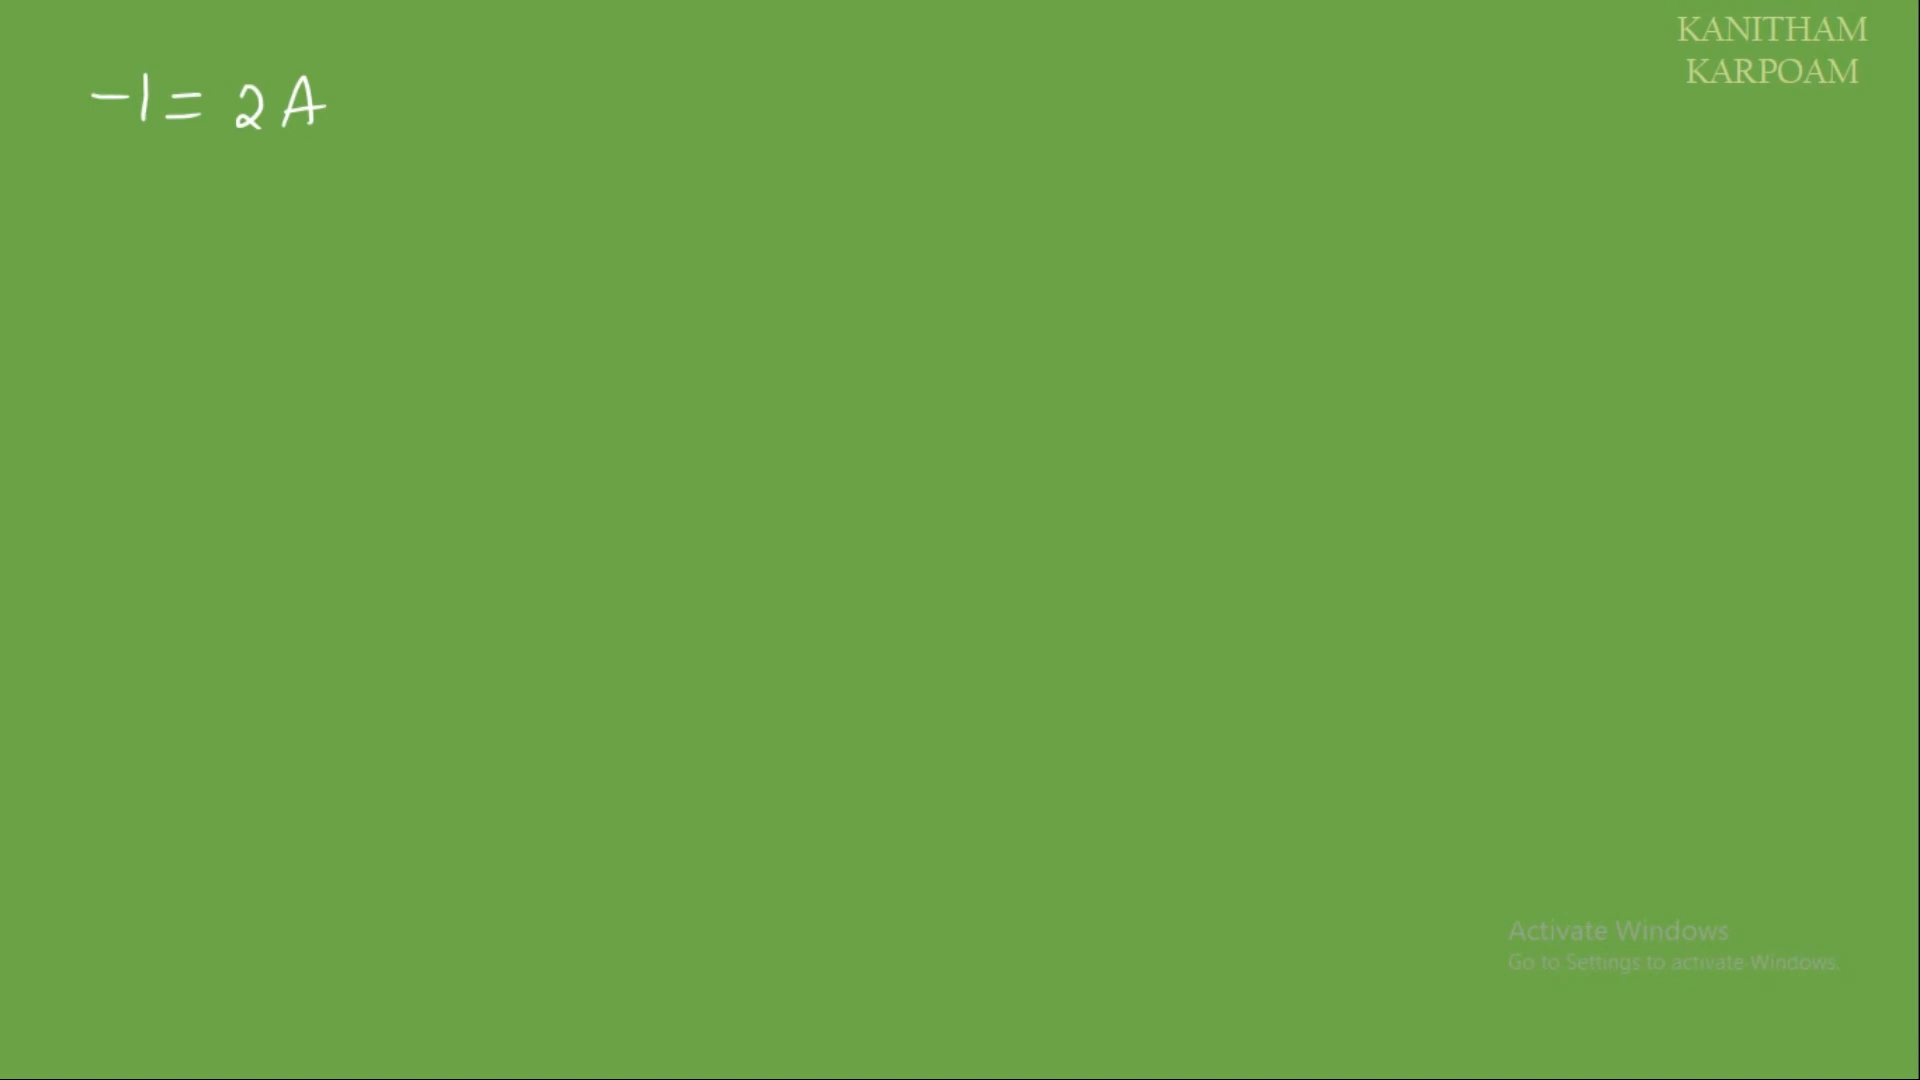 KANITHAM
KARPOAM
-1 = 2A
Activate Windows
Go to Settings to activate Windows.